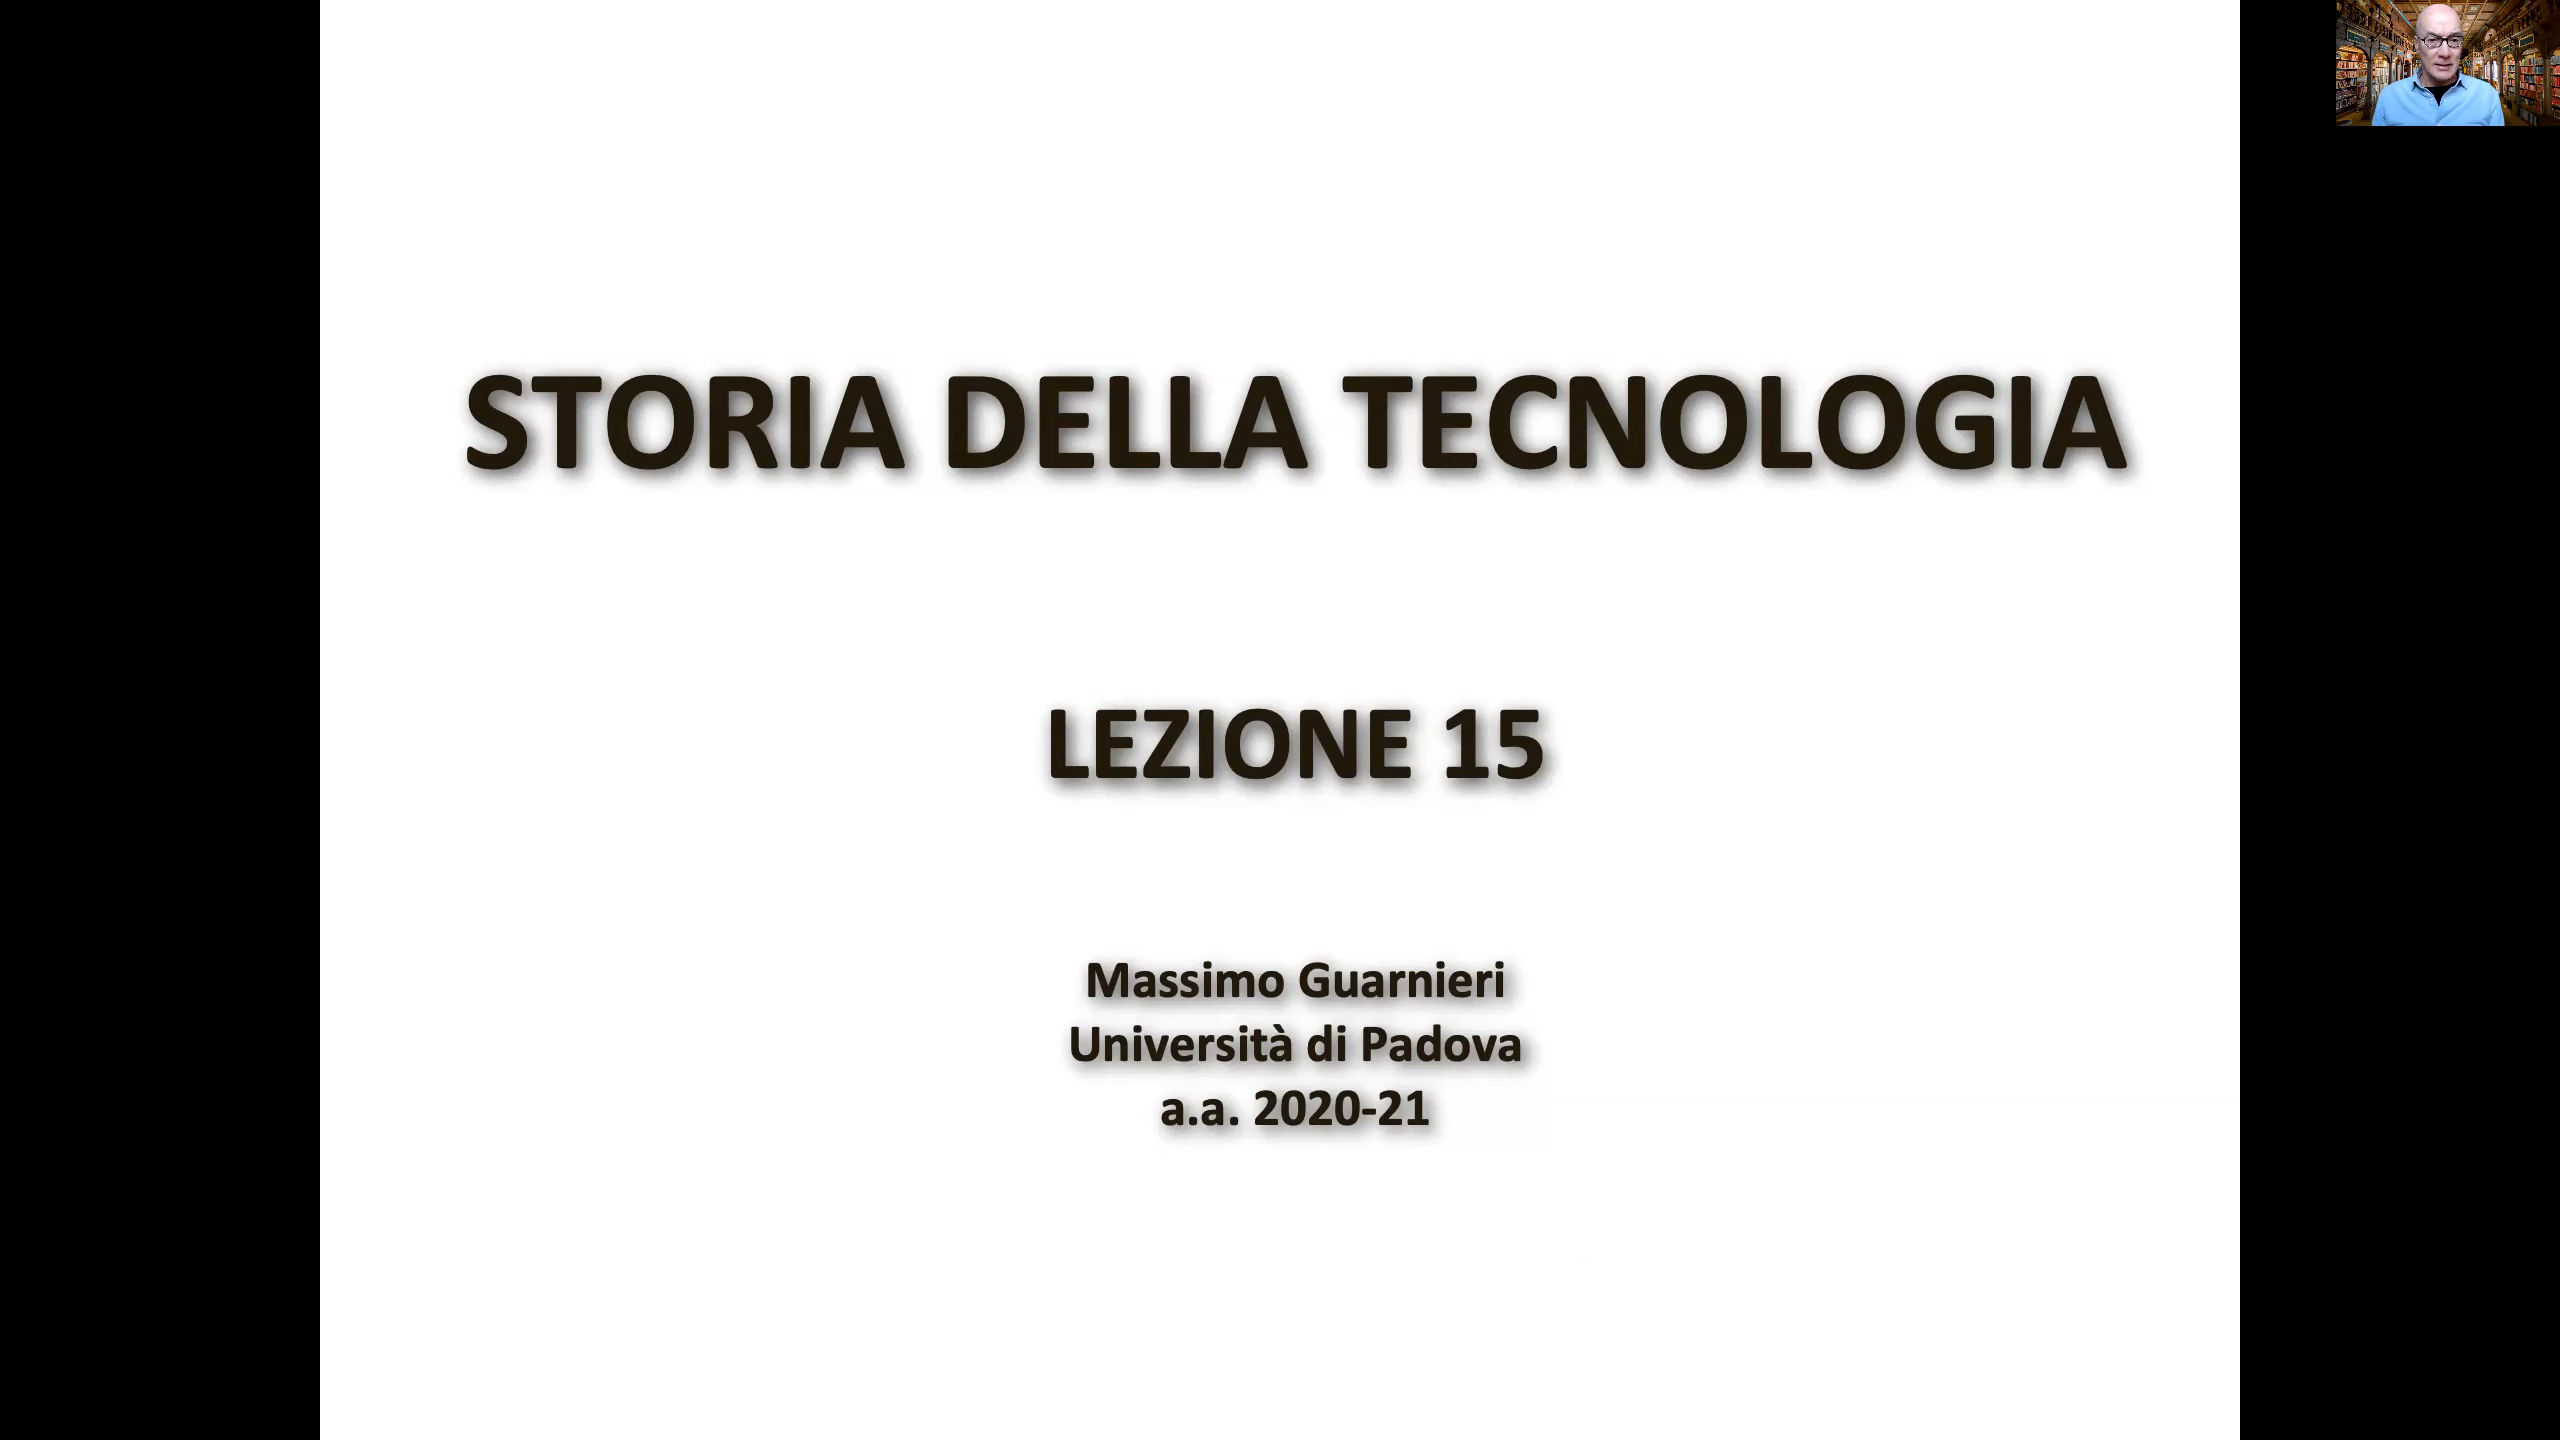 STORIA DELLA TECNOLOGIA
LEZIONE 15
Massimo Guarnieri
Università di Padova
a.a. 2020-21